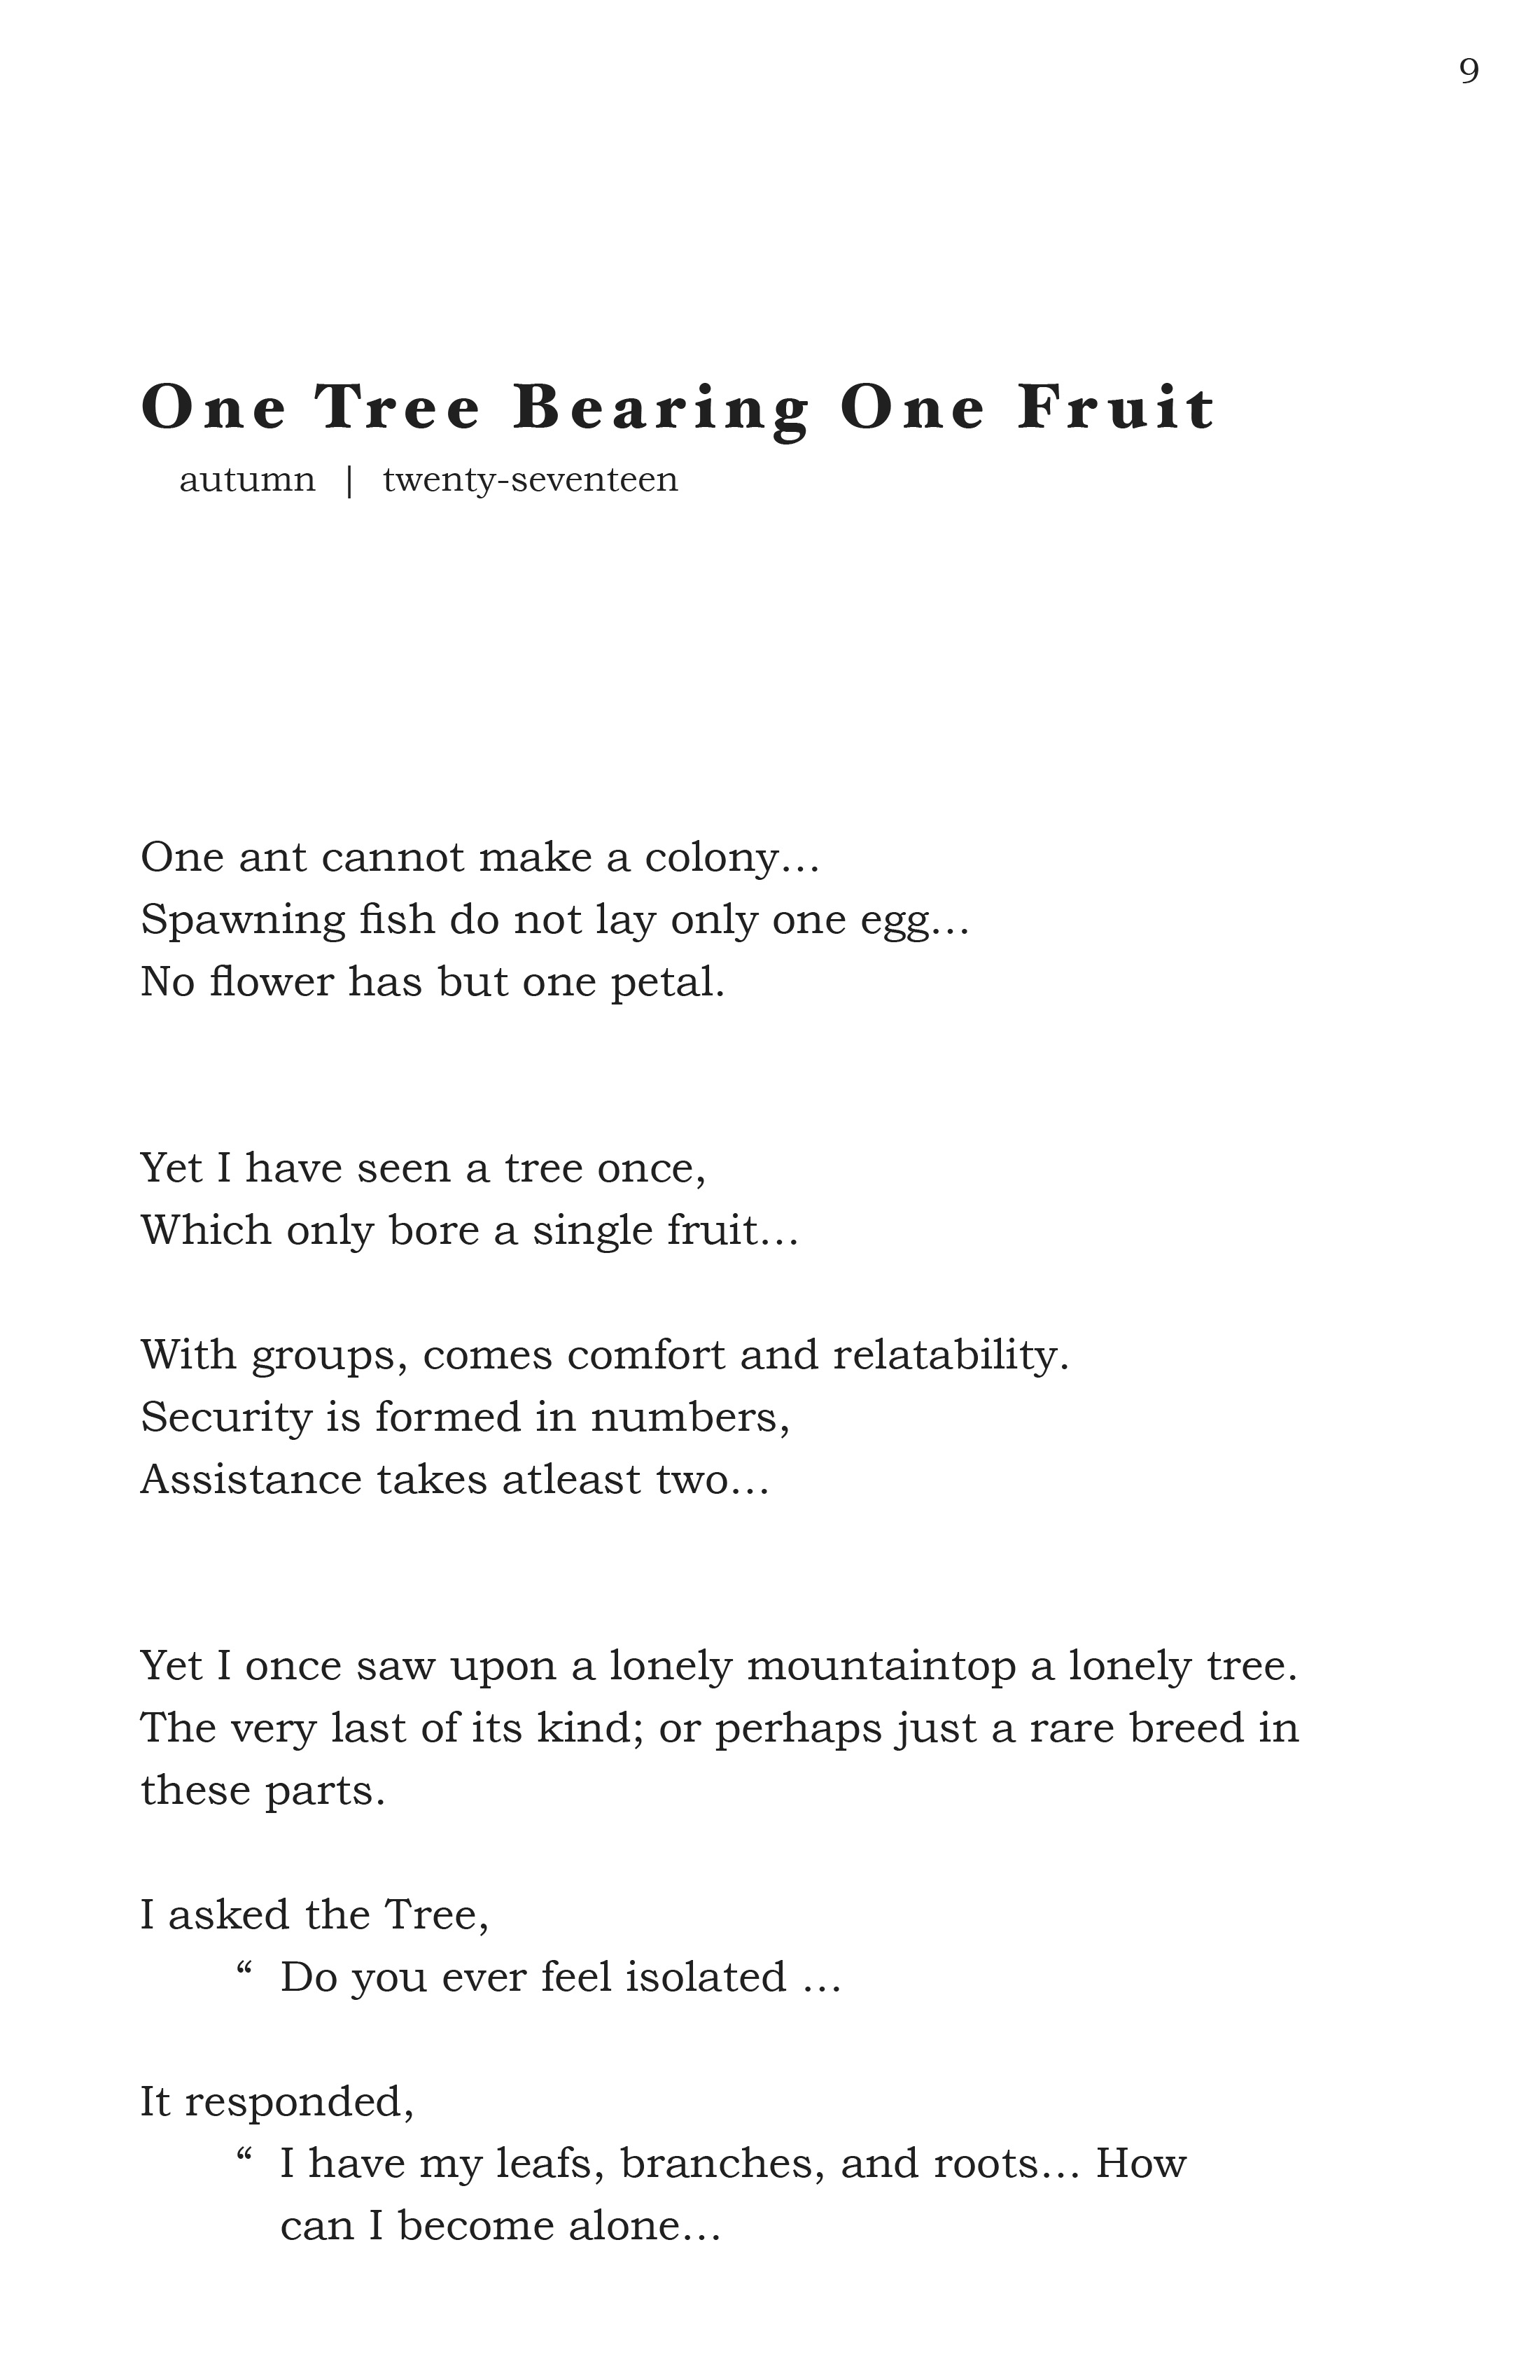 9
One Tree Bearing One Fruit
autumn | twenty-seventeen
One ant cannot make a colony…
Spawning fish do not lay only one egg…
No flower has but one petal.
Yet I have seen a tree once,
Which only bore a single fruit…
With groups, comes comfort and relatability.
Security is formed in numbers,
Assistance takes atleast two…
Yet I once saw upon a lonely mountaintop a lonely tree.
The very last of its kind; or perhaps just a rare breed in
these parts.
I asked the Tree,
“ Do you ever feel isolated …
It responded,
“ I have my leafs, branches, and roots… How
can I become alone…